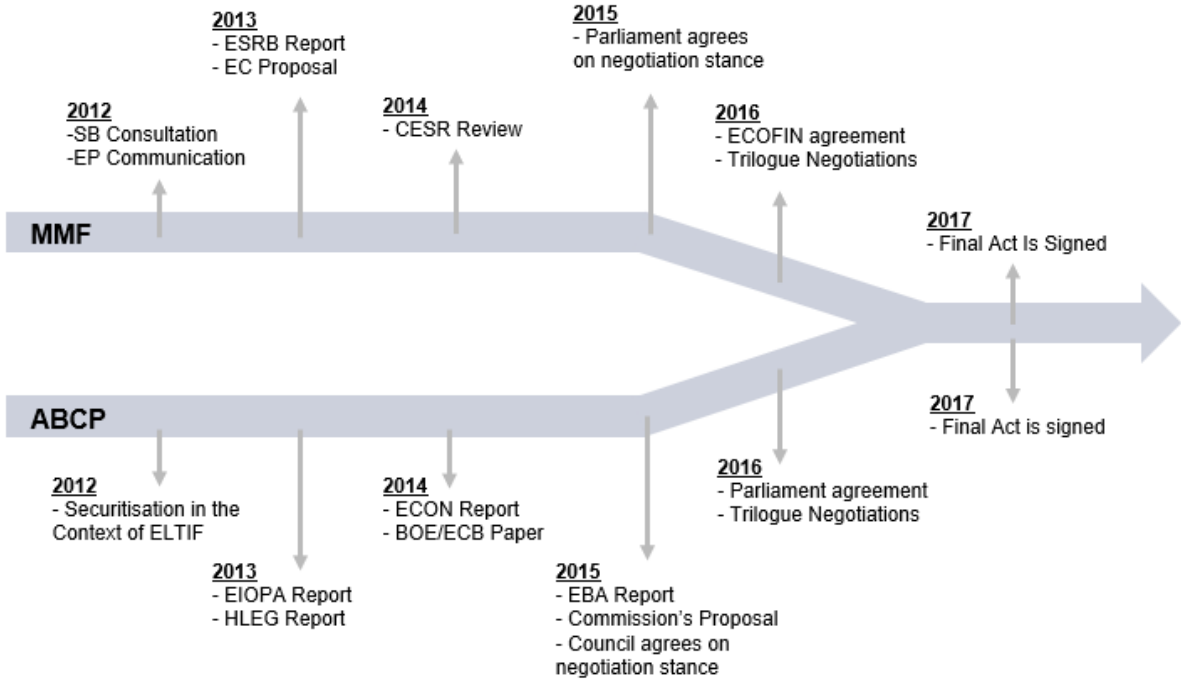 2013
- ESRB Report
- EC Proposal
2015
- Parliament agrees
on negotiation stance
2012
-SB Consultation
-EP Communication
2014
- CESR Review
2016
- ECOFIN agreement
- Trilogue Negotiations
MMF
2017
- Final Act Is Signed
ABCP
2017
- Final Act is signed
2012
- Securitisation in the
Context of ELTIF
2014
- ECON Report
- BOE/ECB Paper
2016
- Parliament agreement
- Trilogue Negotiations
2013
- EIOPA Report
- HLEG Report
2015
- EBA Report
- Commission's Proposal
- Council agrees on
negotiation stance